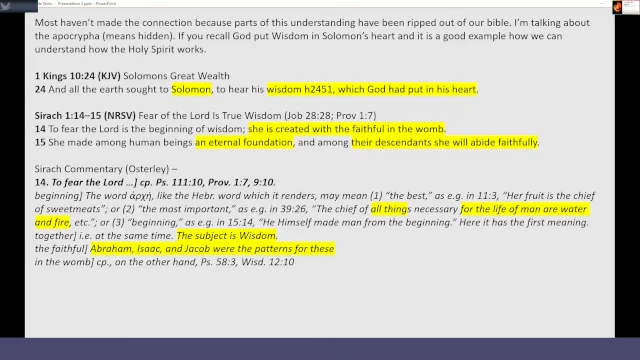 Most haven't made the connection because parts of this understanding have been ripped out of our bible. I'm talking about
the apocrypha (means hidden). If you recall God put Wisdom in Solomon's heart and it is a good example how we can
understand how the Holy Spirit works.
1 Kings 10:24 (KJV) Solomons Great Wealth
24 And all the earth sought to Solomon, to hear his wisdom h2451, which God had put in his heart.
Sirach 1:14–15 (NRSV) Fear of the Lord Is True Wisdom (Job 28:28; Prov 1:7)
14 To fear the Lord is the beginning of wisdom; she is created with the faithful in the womb.
15 She made among human beings an eternal foundation, and among their descendants she will abide faithfully.
Sirach Commentary (Osterley) –
14. To fear the Lord …] cp. Ps. 111:10, Prov. 1:7, 9:10.
beginning] The word ἀρχή, like the Hebr. word which it renders, may mean (1) "the best," as e.g. in 11:3, "Her fruit is the chief
of sweetmeats"; or (2) "the most important," as e.g. in 39:26, "The chief of all things necessary for the life of man are water
and fire, etc."; or (3) "beginning," as e.g. in 15:14, "He Himself made man from the beginning." Here it has the first meaning.
together] i.e. at the same time. The subject is Wisdom.
the faithful] Abraham, Isaac, and Jacob were the patterns for these
in the womb] cp., on the other hand, Ps. 58:3, Wisd. 12:10